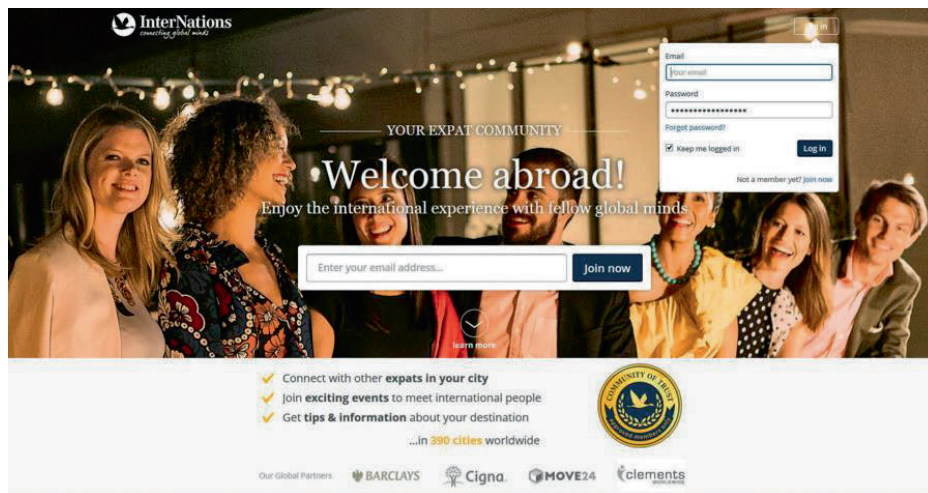 InterNations
connecting global minds
Log in
Email
Your email
Password
Forgot password?
Keep me logged in
Log in
Not a member yet? Join now
YOUR EXPAT COMMUNITY
Welcome abroad!
Enjoy the international experience with fellow global minds
Enter your email address...
Join now
learn more
Connect with other expats in your city
Join exciting events to meet international people
Get tips & information about your destination
...in 390 cities worldwide
COMMUNITY OF TRUST
approved members only
Our Global Partners
BARCLAYS
Cigna.
MOVE24
clements
WORLDWIDE